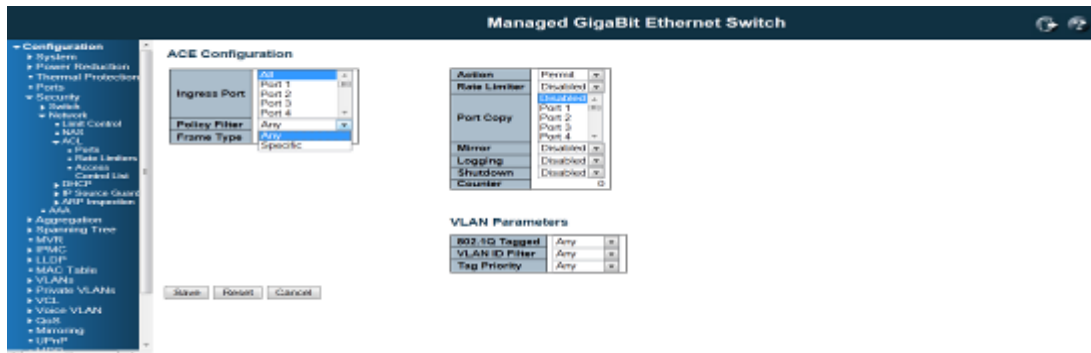 Managed GigaBit Ethernet Switch
Configuration
System
Power Reduction
Thermal Protection
Ports
Security
Switch
Network
Limit Control
NAS
ACL
Ports
Rate Limiters
Access
Control List
DHCP
IP Source Guard
ARP Inspection
AAA
Aggregation
Spanning Tree
MVR
IPMC
LLDP
MAC Table
VLANs
Private VLANs
VCL
Voice VLAN
QoS
Mirroring
UPnP
ACE Configuration
Ingress Port
All
Port 1
Port 2
Port 3
Port 4
Policy Filter Any
Frame Type Any
Specific
Action Permit
Rate Limiter Disabled
Port Copy
Disabled
Port 1
Port 2
Port 3
Port 4
Mirror Disabled
Logging Disabled
Shutdown Disabled
Counter 0
VLAN Parameters
802.1Q Tagged Any
VLAN ID Filter Any
Tag Priority Any
Save Reset Cancel